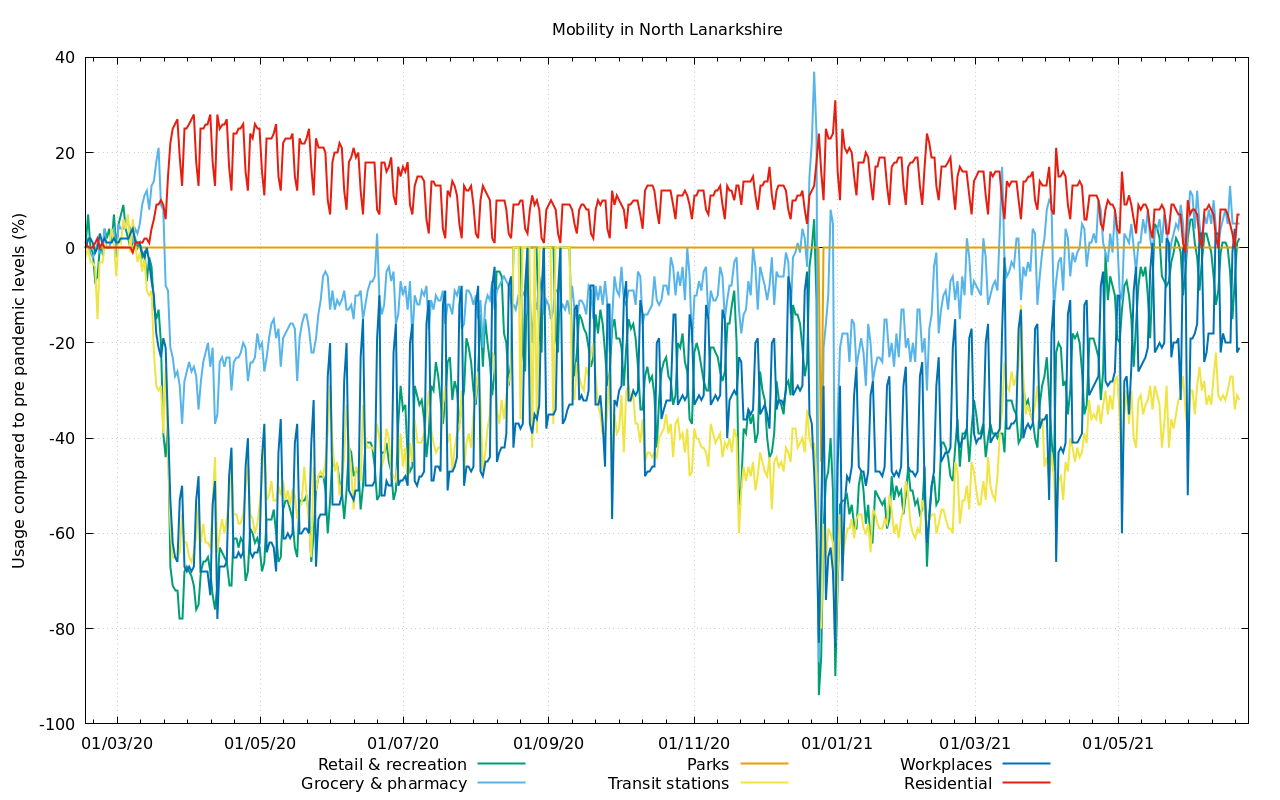 Mobility in North Lanarkshire
Usage compared to pre pandemic levels (%)
40
20
0
-20
-40
-60
-80
-100
01/03/20 01/05/20 01/07/20 01/09/20 01/11/20 01/01/21 01/03/21 01/05/21
Retail & recreation Parks Workplaces
Grocery & pharmacy Transit stations Residential